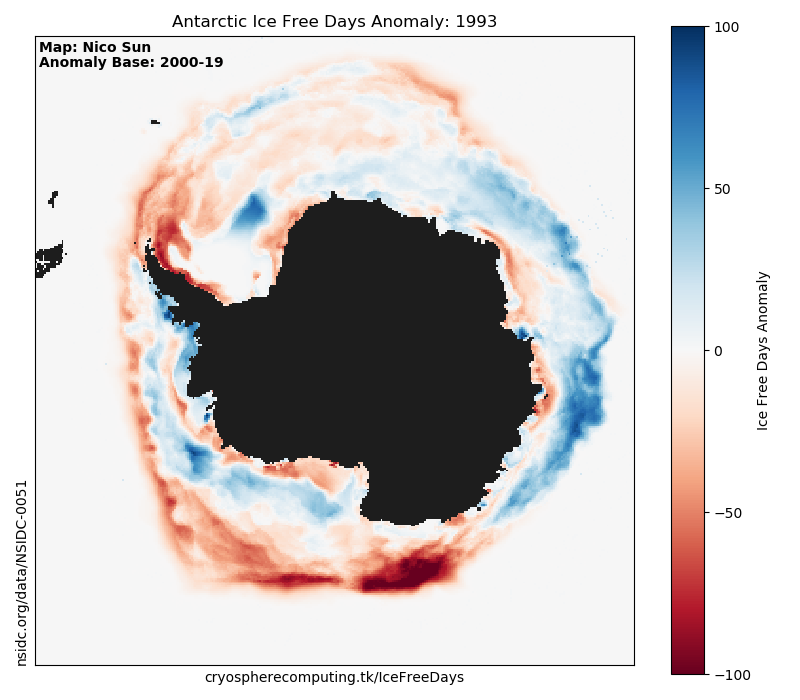 Antarctic Ice Free Days Anomaly: 1993
Map: Nico Sun
Anomaly Base: 2000-19
100
50
0
−50
−100
Ice Free Days Anomaly
nsidc.org/data/NSIDC-0051
cryospherecomputing.tk/IceFreeDays